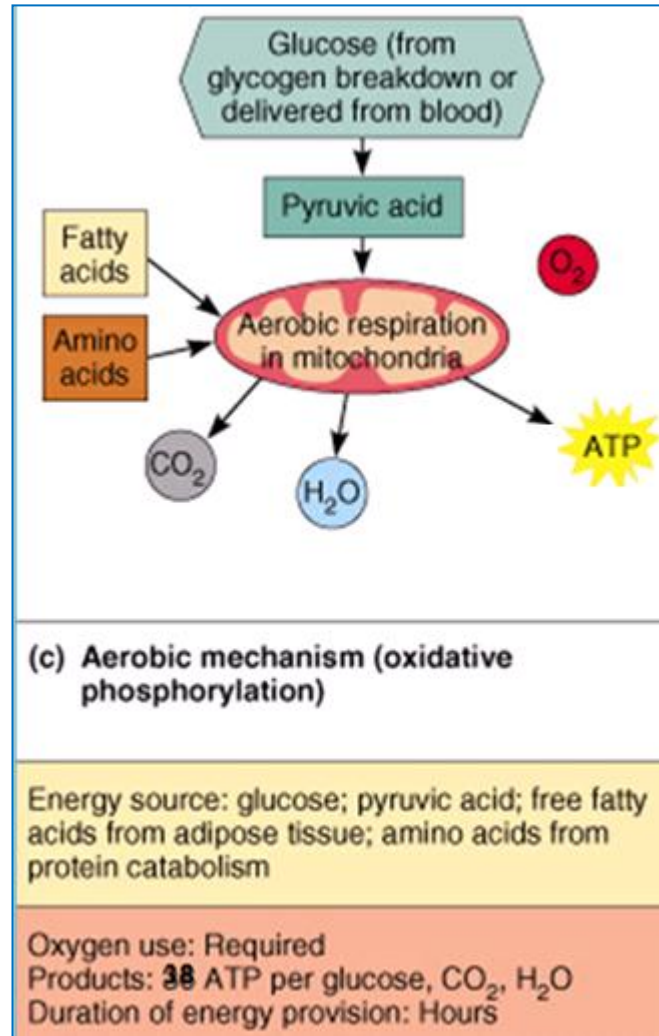 Glucose (from
glycogen breakdown or
delivered from blood)
Pyruvic acid
Fatty
acids
O₂
Amino
acids
Aerobic respiration
in mitochondria
CO₂
H₂O
ATP
(c) Aerobic mechanism (oxidative
phosphorylation)
Energy source: glucose; pyruvic acid; free fatty
acids from adipose tissue; amino acids from
protein catabolism
Oxygen use: Required
Products: 38 ATP per glucose, CO₂, H₂O
Duration of energy provision: Hours